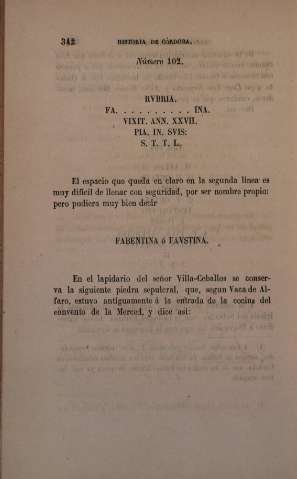 342 HISTORIA DE CÓRDOBA.
Número 102.
RVBRIA.
FA. . . . . . . . . . INA.
VIXIT. ANN. XXVII.
PIA. IN. SVIS:
S. T. T. L.
El espacio que queda en claro en la segunda linea es
muy difícil de llenar con seguridad, por ser nombre propio:
pero pudiera muy bien decir
FABENTINA ó FAVSTINA.
En el lapidario del señor Villa-Ceballos se conser-
va la siguiente piedra sepulcral, que, segun Vaca de Al-
faro, estuvo antiguamente á la entrada de la cocina del
convento de la Merced, y dice asi: